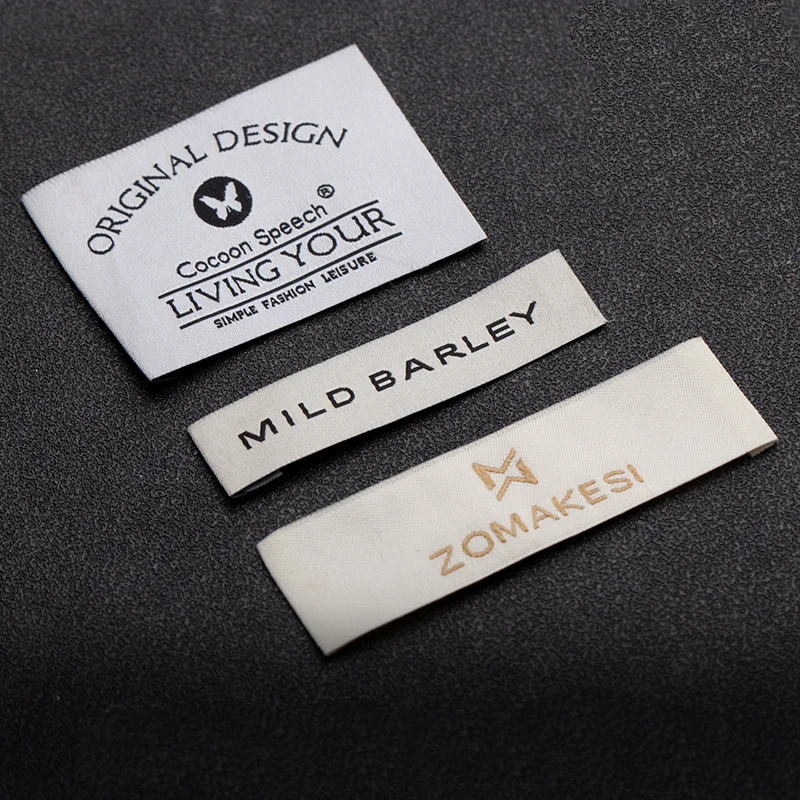 ORIGINAL DESIGN
Cocoon Speech®
LIVING YOUR
SIMPLE FASHION LEISURE
MILD BARLEY
ZOMAKESI